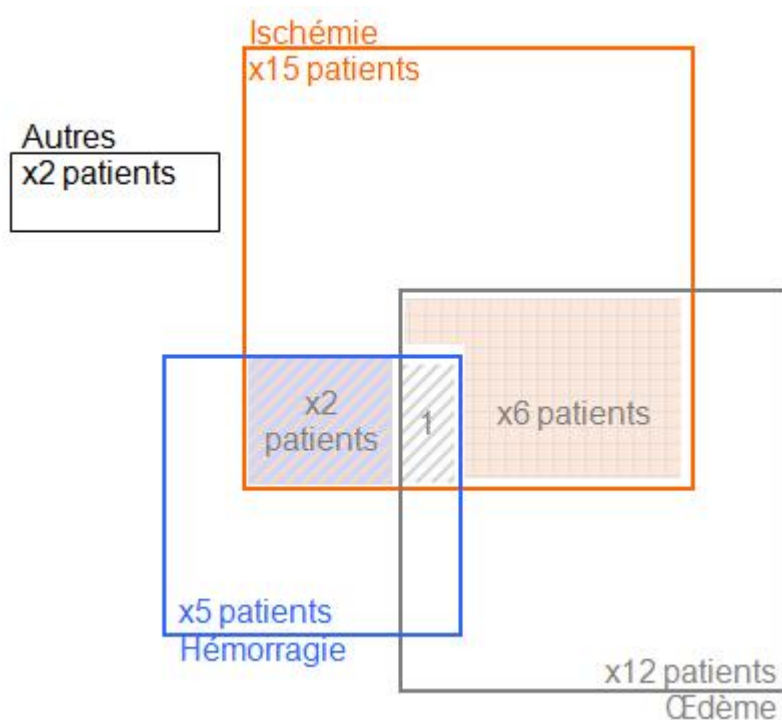 Ischémie
x15 patients
Autres
x2 patients
x2
patients
1
x6 patients
x5 patients
Hémorragie
x12 patients
Œdème